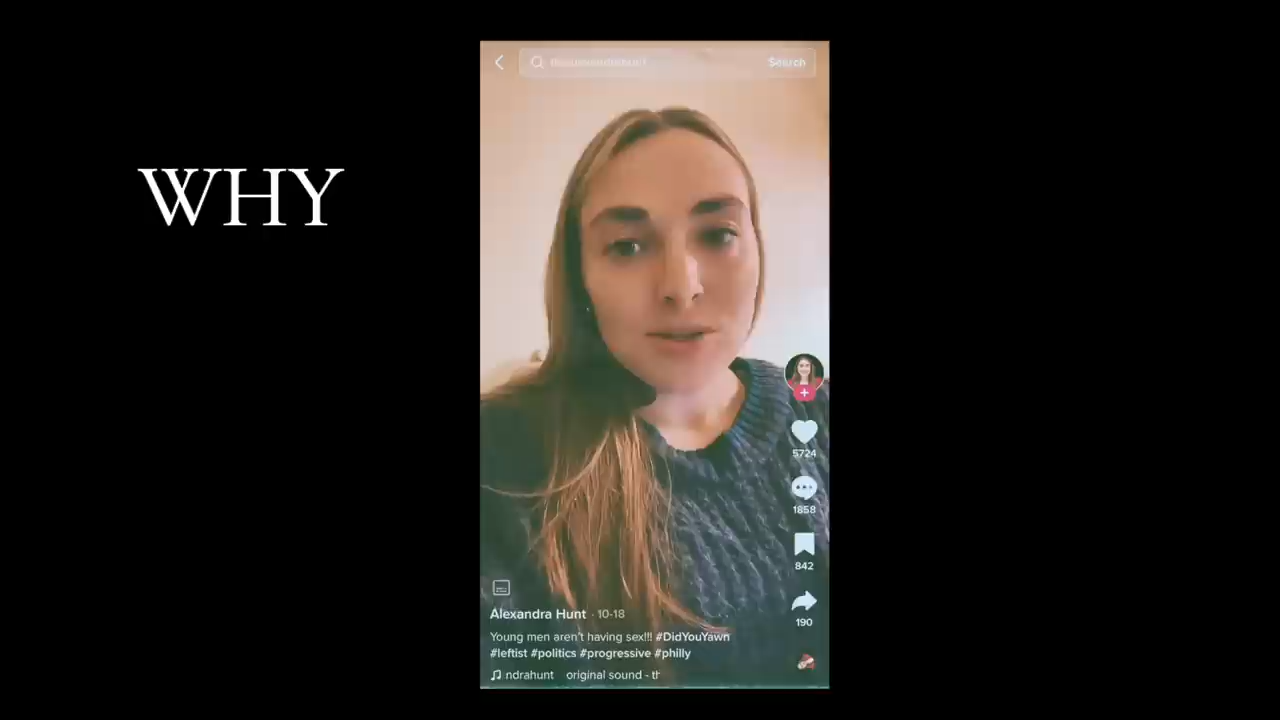 WHY
Search
5724
1858
842
190
Alexandra Hunt · 10-18
Young men aren't having sex!!! #DidYouYawn
#leftist #politics #progressive #philly
ndrahunt original sound - th